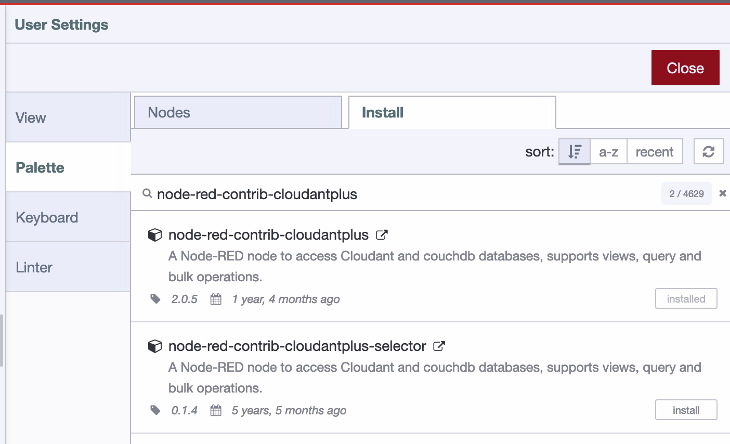 User Settings
Close
View
Palette
Keyboard
Linter
Nodes
Install
sort: a-z recent
node-red-contrib-cloudantplus 2 / 4629
node-red-contrib-cloudantplus
A Node-RED node to access Cloudant and couchdb databases, supports views, query and
bulk operations.
2.0.5 1 year, 4 months ago installed
node-red-contrib-cloudantplus-selector
A Node-RED node to access Cloudant and couchdb databases, supports views, query and
bulk operations.
0.1.4 5 years, 5 months ago install